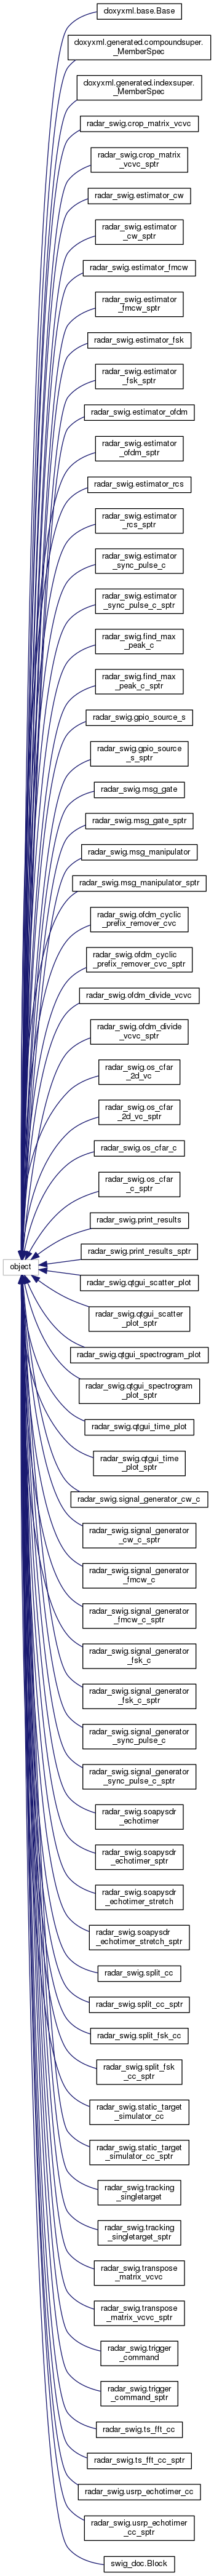 doxyxml.base.Base
doxyxml.generated.compoundsuper.
_MemberSpec
doxyxml.generated.indexsuper.
_MemberSpec
radar_swig.crop_matrix_vcvc
radar_swig.crop_matrix
_vcvc_sptr
radar_swig.estimator_cw
radar_swig.estimator
_cw_sptr
radar_swig.estimator_fmcw
radar_swig.estimator
_fmcw_sptr
radar_swig.estimator_fsk
radar_swig.estimator
_fsk_sptr
radar_swig.estimator_ofdm
radar_swig.estimator
_ofdm_sptr
radar_swig.estimator_rcs
radar_swig.estimator
_rcs_sptr
radar_swig.estimator
_sync_pulse_c
radar_swig.estimator
_sync_pulse_c_sptr
radar_swig.find_max
_peak_c
radar_swig.find_max
_peak_c_sptr
radar_swig.gpio_source_s
radar_swig.gpio_source
_s_sptr
radar_swig.msg_gate
radar_swig.msg_gate_sptr
radar_swig.msg_manipulator
radar_swig.msg_manipulator_sptr
radar_swig.ofdm_cyclic
_prefix_remover_cvc
radar_swig.ofdm_cyclic
_prefix_remover_cvc_sptr
radar_swig.ofdm_divide_vcvc
radar_swig.ofdm_divide
_vcvc_sptr
radar_swig.os_cfar
_2d_vc
radar_swig.os_cfar
_2d_vc_sptr
radar_swig.os_cfar_c
radar_swig.os_cfar
_c_sptr
radar_swig.print_results
radar_swig.print_results_sptr
object
radar_swig.qtgui_scatter_plot
radar_swig.qtgui_scatter
_plot_sptr
radar_swig.qtgui_spectrogram_plot
radar_swig.qtgui_spectrogram
_plot_sptr
radar_swig.qtgui_time_plot
radar_swig.qtgui_time
_plot_sptr
radar_swig.signal_generator_cw_c
radar_swig.signal_generator
_cw_c_sptr
radar_swig.signal_generator
_fmcw_c
radar_swig.signal_generator
_fmcw_c_sptr
radar_swig.signal_generator
_fsk_c
radar_swig.signal_generator
_fsk_c_sptr
radar_swig.signal_generator
_sync_pulse_c
radar_swig.signal_generator
_sync_pulse_c_sptr
radar_swig.soapysdr
_echotimer
radar_swig.soapysdr
_echotimer_sptr
radar_swig.soapysdr
_echotimer_stretch
radar_swig.soapysdr
_echotimer_stretch_sptr
radar_swig.split_cc
radar_swig.split_cc_sptr
radar_swig.split_fsk_cc
radar_swig.split_fsk
_cc_sptr
radar_swig.static_target
_simulator_cc
radar_swig.static_target
_simulator_cc_sptr
radar_swig.tracking
_singletarget
radar_swig.tracking
_singletarget_sptr
radar_swig.transpose
_matrix_vcvc
radar_swig.transpose
_matrix_vcvc_sptr
radar_swig.trigger
_command
radar_swig.trigger
_command_sptr
radar_swig.ts_fft_cc
radar_swig.ts_fft_cc_sptr
radar_swig.usrp_echotimer_cc
radar_swig.usrp_echotimer
_cc_sptr
swig_doc.Block